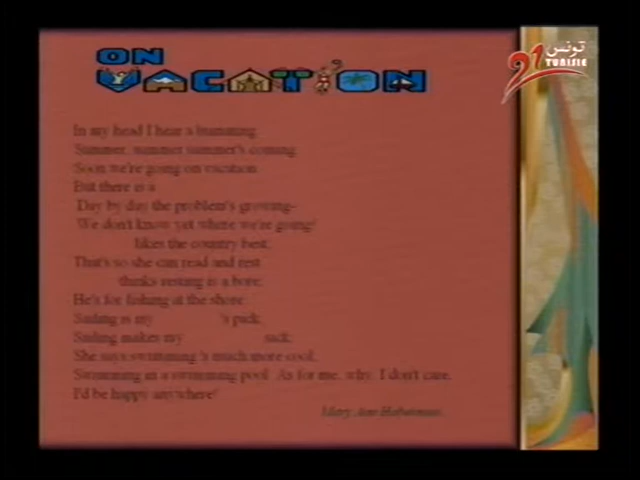 ON
VACATION
تونس
21
TUNISIE
In my head I hear a humming
Summer, summer summer's coming
Soon we're going on vacation
But there is a
Day by day the problem's growing-
We don't know yet where we're going!
likes the country best,
That's so she can read and rest
thinks resting is a bore;
He's for fishing at the shore
Sailing is my 's pick;
Sailing makes my sick;
She says swimming 's much more cool.
Swimming in a swimming pool. As for me, why, I don't care,
I'd be happy anywhere!
Mary Ann Hoberman